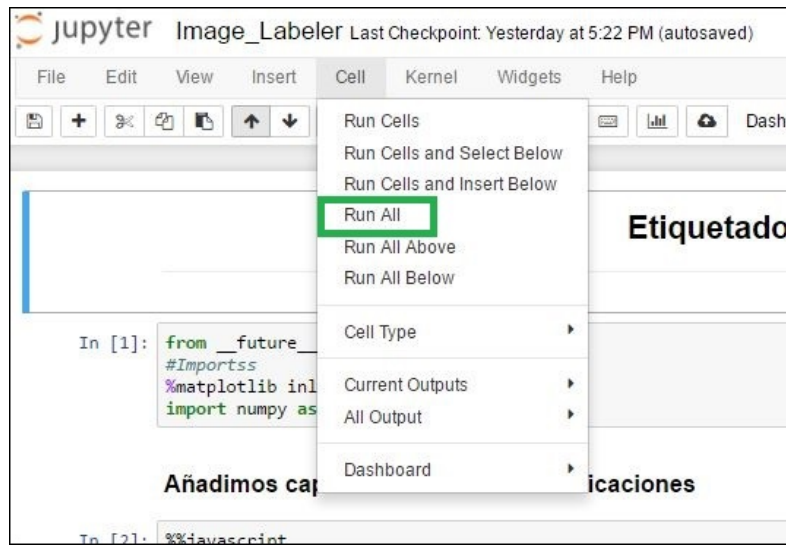 jupyter Image_Labeler Last Checkpoint: Yesterday at 5:22 PM (autosaved)
File Edit View Insert Cell Kernel Widgets Help
Dash
Run Cells
Run Cells and Select Below
Run Cells and Insert Below
Run All
Run All Above
Run All Below
Cell Type
Current Outputs
All Output
Dashboard
Etiquetado
In [1]: from __future__
#Importss
%matplotlib inl
import numpy as
Añadimos cap icaciones
In [2]: %%javascript